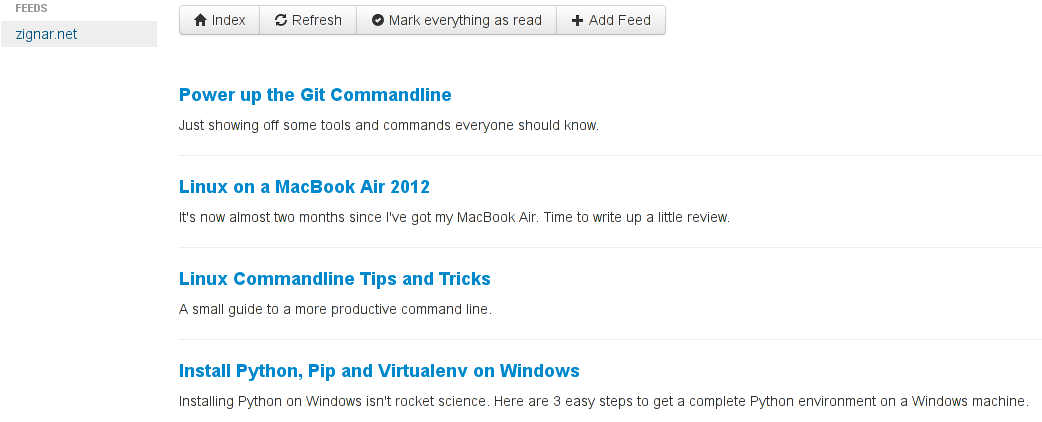 FEEDS
zignar.net
Index Refresh Mark everything as read Add Feed
Power up the Git Commandline
Just showing off some tools and commands everyone should know.
Linux on a MacBook Air 2012
It's now almost two months since I've got my MacBook Air. Time to write up a little review.
Linux Commandline Tips and Tricks
A small guide to a more productive command line.
Install Python, Pip and Virtualenv on Windows
Installing Python on Windows isn't rocket science. Here are 3 easy steps to get a complete Python environment on a Windows machine.